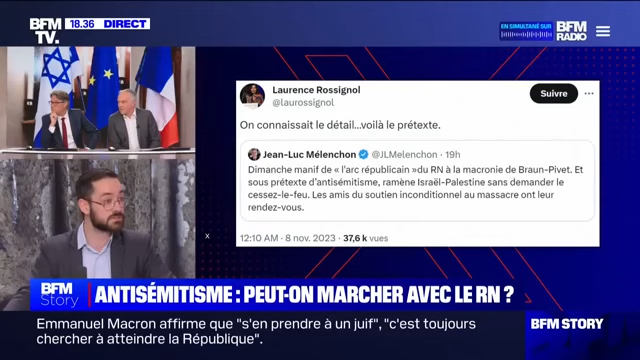 BFM
TV.
18.36 DIRECT
EN SIMULTANÉ SUR
BFM
RADIO
Laurence Rossignol
@laurossignol
Suivre
On connaissait le détail...voilà le prétexte.
Jean-Luc Mélenchon @JLMelenchon · 19h
Dimanche manif de « l'arc républicain »du RN à la macronie de Braun-Pivet. Et
sous prétexte d'antisémitisme, ramène Israël-Palestine sans demander le
cessez-le-feu. Les amis du soutien inconditionnel au massacre ont leur
rendez-vous.
12:10 AM · 8 nov. 2023 · 37,6 k vues
X
BFM
Story
ANTISÉMITISME : PEUT-ON MARCHER AVEC LE RN ?
Emmanuel Macron affirme que "s'en prendre à un juif", "c'est toujours
chercher à atteindre la République".
BFM STORY